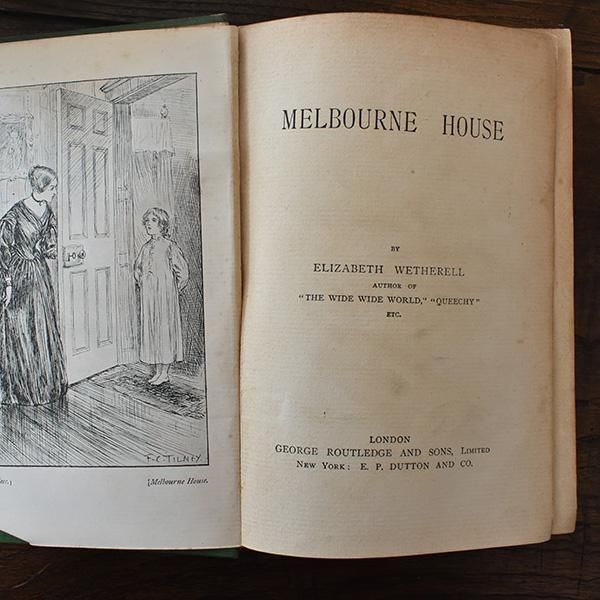 F.C. TILNEY
[Melbourne House.
MELBOURNE HOUSE
BY
ELIZABETH WETHERELL
AUTHOR OF
"THE WIDE WIDE WORLD," "QUEECHY"
ETC.
LONDON
GEORGE ROUTLEDGE AND SONS, LIMITED
NEW YORK: E. P. DUTTON AND CO.